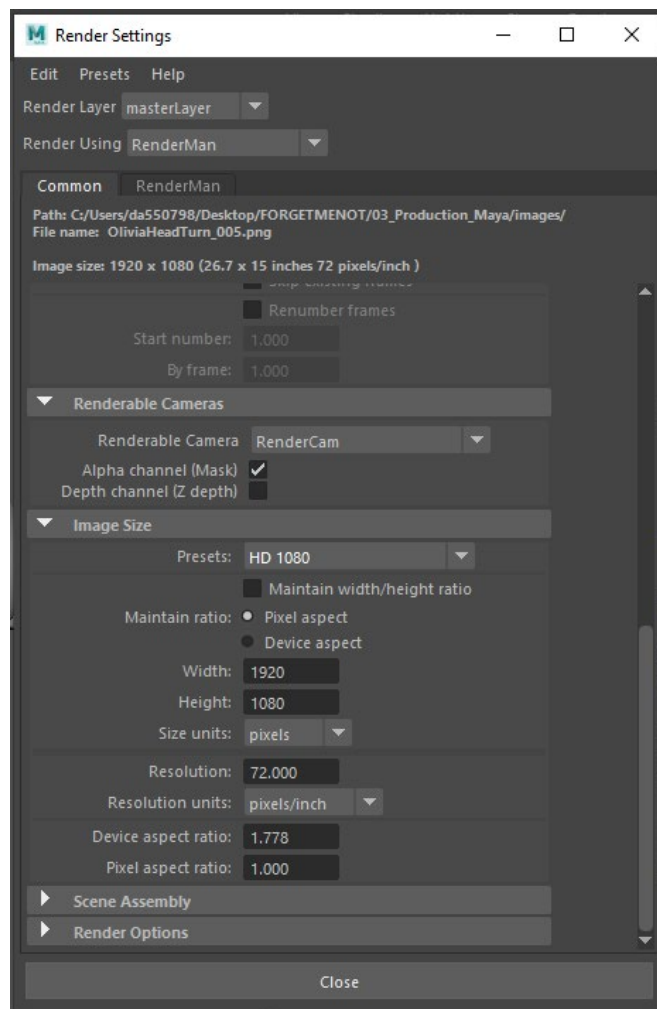 M Render Settings
Edit Presets Help
Render Layer masterLayer
Render Using RenderMan
Common RenderMan
Path: C:/Users/da550798/Desktop/FORGETMENOT/03_Production_Maya/images/
File name: OliviaHeadTurn_005.png
Image size: 1920 x 1080 (26.7 x 15 inches 72 pixels/inch )
Skip existing frames
Renumber frames
Start number: 1.000
By frame: 1.000
Renderable Cameras
Renderable Camera RenderCam
Alpha channel (Mask)
Depth channel (Z depth)
Image Size
Presets: HD 1080
Maintain width/height ratio
Maintain ratio: Pixel aspect
Device aspect
Width: 1920
Height: 1080
Size units: pixels
Resolution: 72.000
Resolution units: pixels/inch
Device aspect ratio: 1.778
Pixel aspect ratio: 1.000
Scene Assembly
Render Options
Close